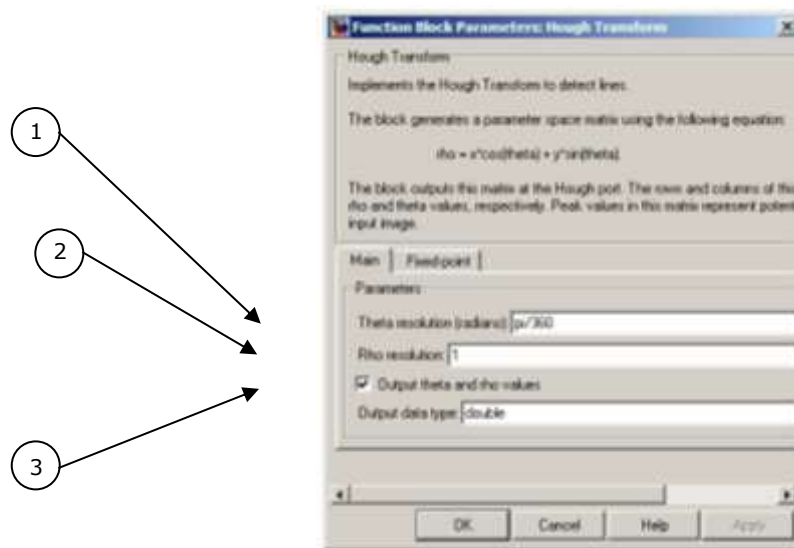 Function Block Parameters: Hough Transform
Hough Transform
Implements the Hough Transform to detect lines.
The block generates a parameter space matrix using the following equation:
rho = x*cos(theta) + y*sin(theta)
The block outputs this matrix at the Hough port. The rows and columns of this
rho and theta values, respectively. Peak values in this matrix represent potent
input image.
Main Fixed-point
Parameters
Theta resolution (radians): pi/360
Rho resolution: 1
Output theta and rho values
Output data type: double
OK Cancel Help Apply
1
2
3